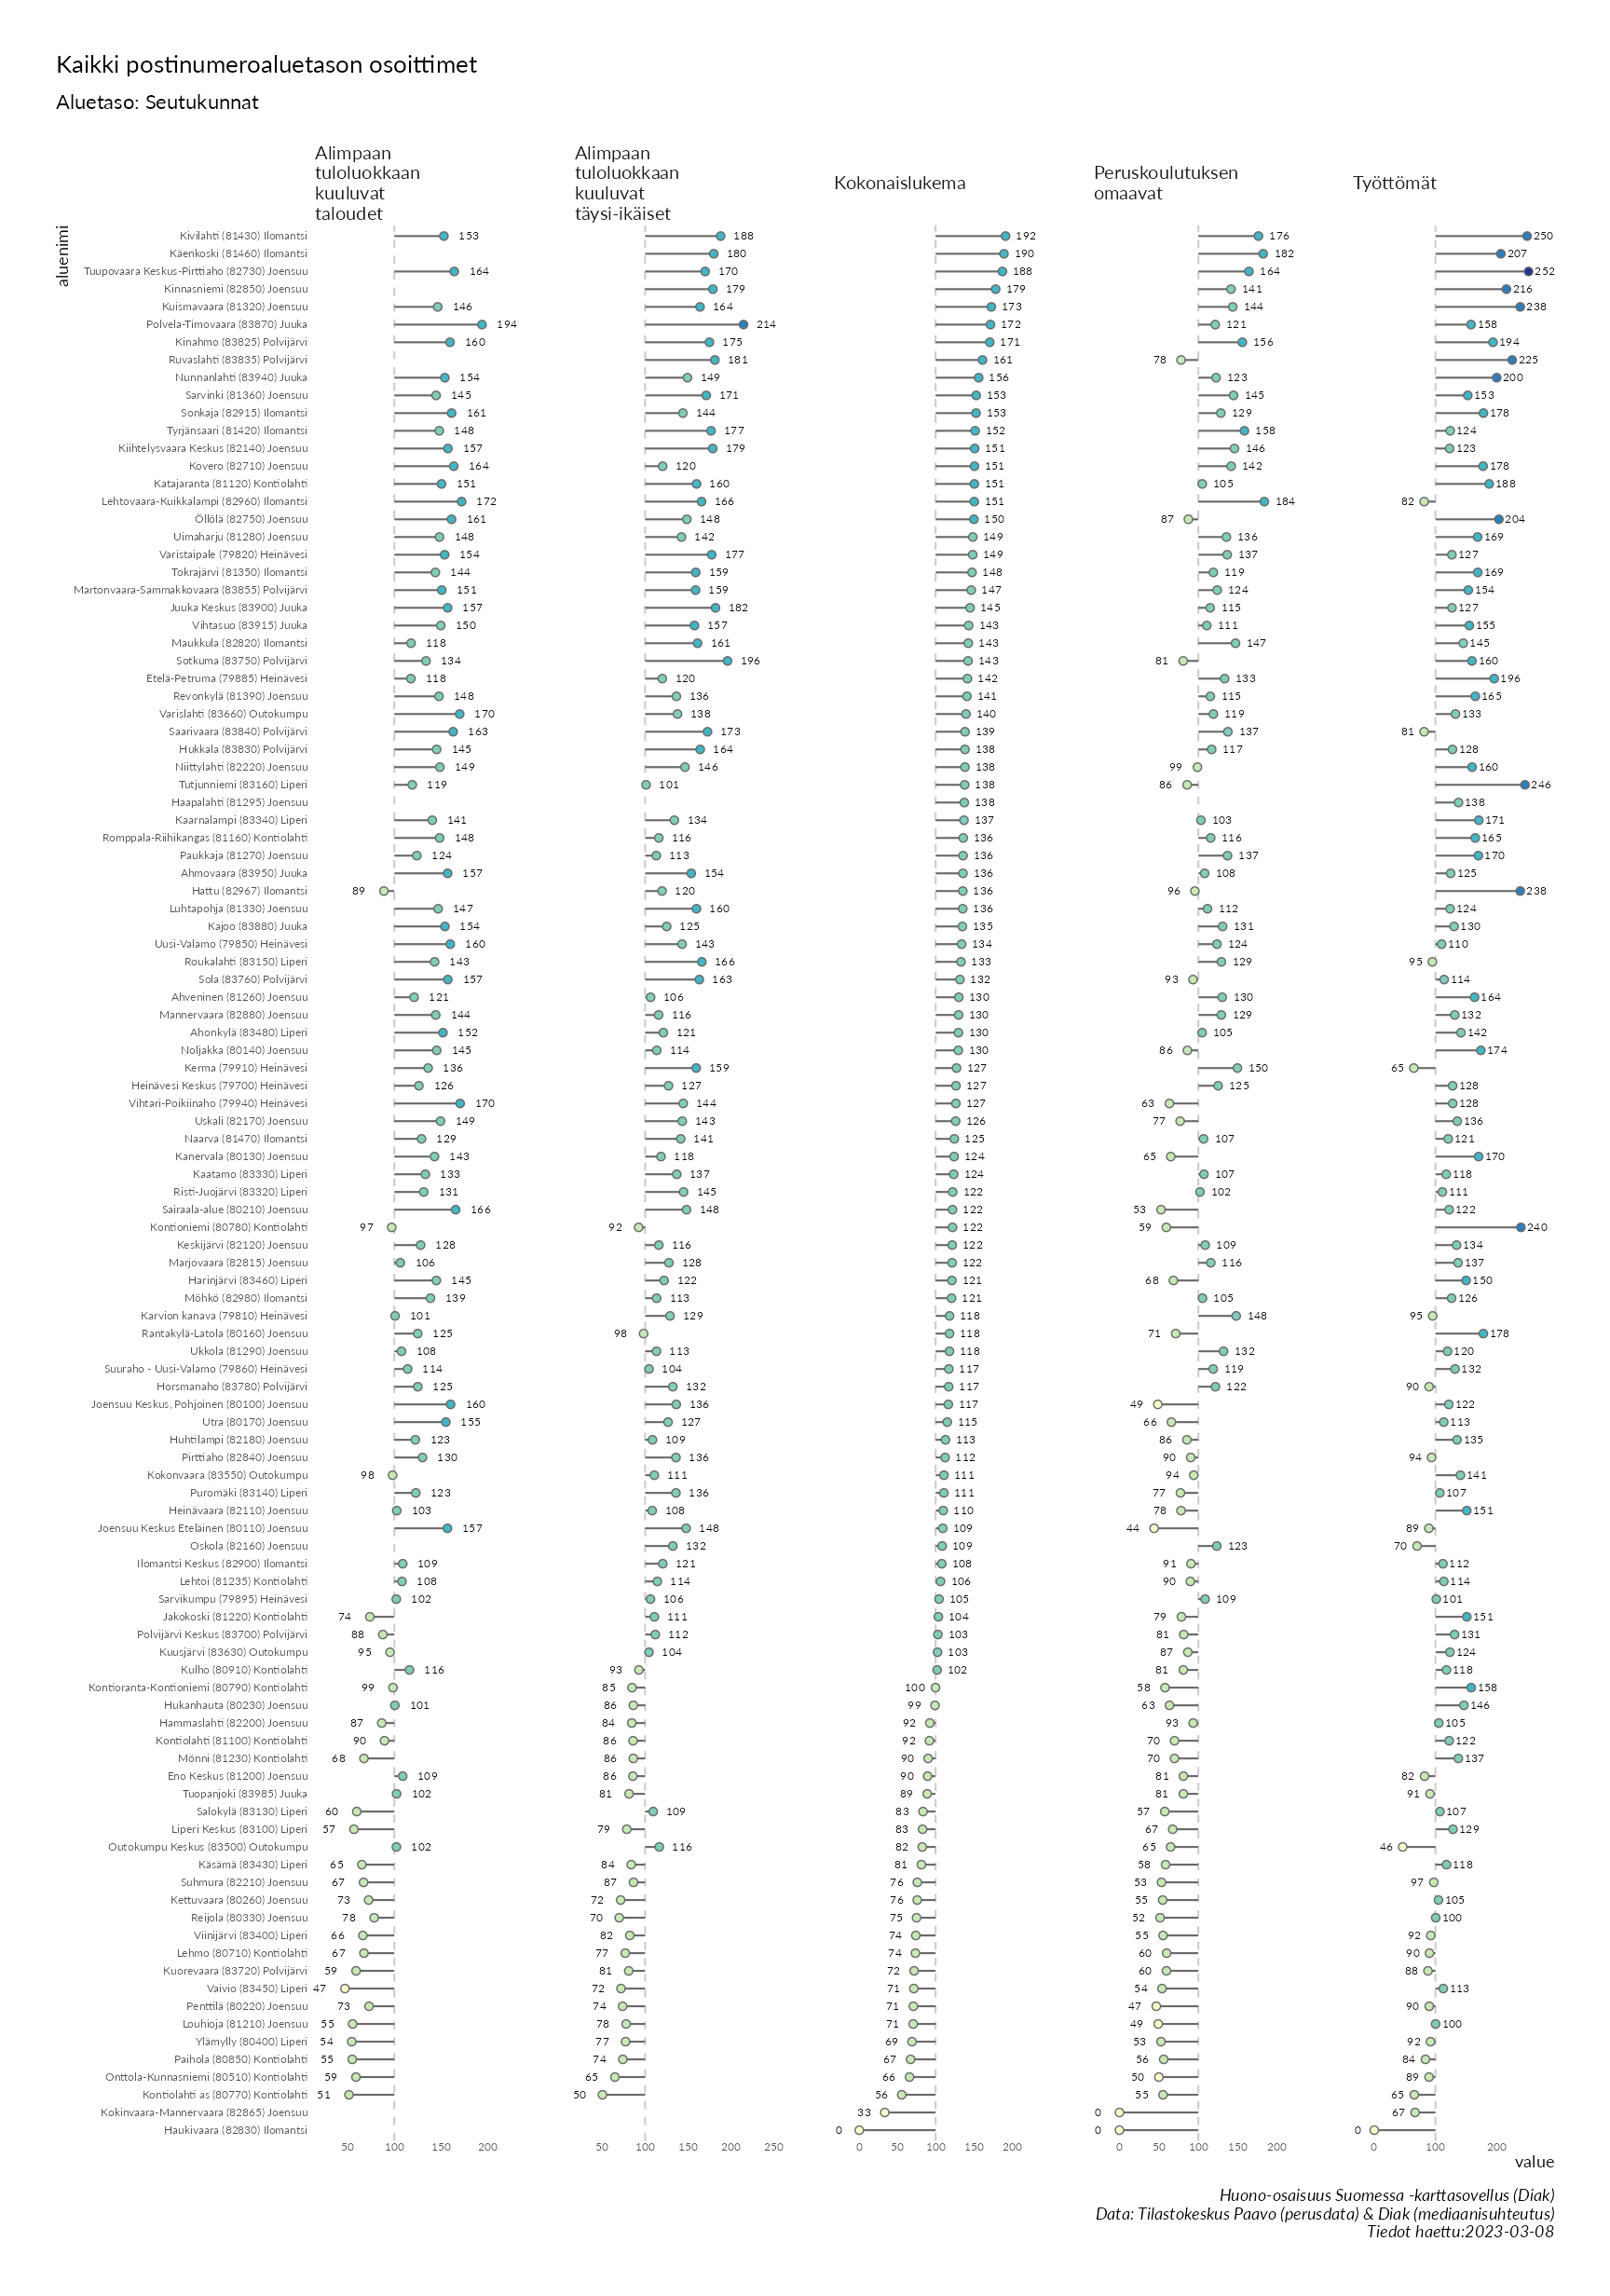 Kaikki postinumeroaluetason osoittimet
Aluetaso: Seutukunnat
Alimpaan
tuloluokkaan
kuuluvat
taloudet
Alimpaan
tuloluokkaan
kuuluvat
täysi-ikäiset
Kokonaislukema
Peruskoulutuksen
omaavat
Työttömät
aluenimi
Kivilahti (81430) Ilomantsi 153 188 192 176 250
Käenkoski (81460) Ilomantsi 180 190 182 207
Tuupovaara Keskus-Pirttiaho (82730) Joensuu 164 170 188 164 252
Kinnasniemi (82850) Joensuu 179 179 141 216
Kuismavaara (81320) Joensuu 146 164 173 144 238
Polvela-Timovaara (83870) Juuka 194 214 172 121 158
Kinahmo (83825) Polvijärvi 160 175 171 156 194
Ruvaslahti (83835) Polvijärvi 181 161 78 225
Nunnanlahti (83940) Juuka 154 149 156 123 200
Sarvinki (81360) Joensuu 145 171 153 145 153
Sonkaja (82915) Ilomantsi 161 144 153 129 178
Tyrjänsaari (81420) Ilomantsi 148 177 152 158 124
Kiihtelysvaara Keskus (82140) Joensuu 157 179 151 146 123
Kovero (82710) Joensuu 164 120 151 142 178
Katajaranta (81120) Kontiolahti 151 160 151 105 188
Lehtovaara-Kuikkalampi (82960) Ilomantsi 172 166 151 184 82
Öllölä (82750) Joensuu 161 148 150 87 204
Uimaharju (81280) Joensuu 148 142 149 136 169
Varistaipale (79820) Heinävesi 154 177 149 137 127
Tokrajärvi (81350) Ilomantsi 144 159 148 119 169
Martonvaara-Sammakkovaara (83855) Polvijärvi 151 159 147 124 154
Juuka Keskus (83900) Juuka 157 182 145 115 127
Vihtasuo (83915) Juuka 150 157 143 111 155
Maukkula (82820) Ilomantsi 118 161 143 147 145
Sotkuma (83750) Polvijärvi 134 196 143 81 160
Etelä-Petruma (79885) Heinävesi 118 120 142 133 196
Revonkylä (81390) Joensuu 148 136 141 115 165
Varislahti (83660) Outokumpu 170 138 140 119 133
Saarivaara (83840) Polvijärvi 163 173 139 137 81
Hukkala (83830) Polvijärvi 145 164 138 117 128
Niittylahti (82220) Joensuu 149 146 138 99 160
Tutjunniemi (83160) Liperi 119 101 138 86 246
Haapalahti (81295) Joensuu 138 138
Kaarnalampi (83340) Liperi 141 134 137 103 171
Romppala-Riihikangas (81160) Kontiolahti 148 116 136 116 165
Paukkaja (81270) Joensuu 124 113 136 137 170
Ahmovaara (83950) Juuka 157 154 136 108 125
Hattu (82967) Ilomantsi 89 120 136 96 238
Luhtapohja (81330) Joensuu 147 160 136 112 124
Kajoo (83880) Juuka 154 125 135 131 130
Uusi-Valamo (79850) Heinävesi 160 143 134 124 110
Roukalahti (83150) Liperi 143 166 133 129 95
Sola (83760) Polvijärvi 157 163 132 93 114
Ahveninen (81260) Joensuu 121 106 130 130 164
Mannervaara (82880) Joensuu 144 116 130 129 132
Ahonkylä (83480) Liperi 152 121 130 105 142
Noljakka (80140) Joensuu 145 114 130 86 174
Kerma (79910) Heinävesi 136 159 127 150 65
Heinävesi Keskus (79700) Heinävesi 126 127 127 125 128
Vihtari-Poikiinaho (79940) Heinävesi 170 144 127 63 128
Uskali (82170) Joensuu 149 143 126 77 136
Naarva (81470) Ilomantsi 129 141 125 107 121
Kanervala (80130) Joensuu 143 118 124 65 170
Kaatamo (83330) Liperi 133 137 124 107 118
Risti-Juojärvi (83320) Liperi 131 145 122 102 111
Sairaala-alue (80210) Joensuu 166 148 122 53 122
Kontioniemi (80780) Kontiolahti 97 92 122 59 240
Keskijärvi (82120) Joensuu 128 116 122 109 134
Marjovaara (82815) Joensuu 106 128 122 116 137
Harinjärvi (83460) Liperi 145 122 121 68 150
Möhkö (82980) Ilomantsi 139 113 121 105 126
Karvion kanava (79810) Heinävesi 101 129 118 148 95
Rantakylä-Latola (80160) Joensuu 125 98 118 71 178
Ukkola (81290) Joensuu 108 113 118 132 120
Suuraho - Uusi-Valamo (79860) Heinävesi 114 104 117 119 132
Horsmanaho (83780) Polvijärvi 125 132 117 122 90
Joensuu Keskus, Pohjoinen (80100) Joensuu 160 136 117 49 122
Utra (80170) Joensuu 155 127 115 66 113
Huhtilampi (82180) Joensuu 123 109 113 86 135
Pirttiaho (82840) Joensuu 130 136 112 90 94
Kokonvaara (83550) Outokumpu 98 111 111 94 141
Puromäki (83140) Liperi 123 136 111 77 107
Heinävaara (82110) Joensuu 103 108 110 78 151
Joensuu Keskus Eteläinen (80110) Joensuu 157 148 109 44 89
Oskola (82160) Joensuu 132 109 123 70
Ilomantsi Keskus (82900) Ilomantsi 109 121 108 91 112
Lehtoi (81235) Kontiolahti 108 114 106 90 114
Sarvikumpu (79895) Heinävesi 102 106 105 109 101
Jakokoski (81220) Kontiolahti 74 111 104 79 151
Polvijärvi Keskus (83700) Polvijärvi 88 112 103 81 131
Kuusjärvi (83630) Outokumpu 95 104 103 87 124
Kulho (80910) Kontiolahti 116 93 102 81 118
Kontioranta-Kontioniemi (80790) Kontiolahti 99 85 100 58 158
Hukanhauta (80230) Joensuu 101 86 99 63 146
Hammaslahti (82200) Joensuu 87 84 92 93 105
Kontiolahti (81100) Kontiolahti 90 86 92 70 122
Mönni (81230) Kontiolahti 68 86 90 70 137
Eno Keskus (81200) Joensuu 109 86 90 81 82
Tuopanjoki (83985) Juuka 102 81 89 81 91
Salokylä (83130) Liperi 60 109 83 57 107
Liperi Keskus (83100) Liperi 57 79 83 67 129
Outokumpu Keskus (83500) Outokumpu 102 116 82 65 46
Käsämä (83430) Liperi 65 84 81 58 118
Suhmura (82210) Joensuu 67 87 76 53 97
Kettuvaara (80260) Joensuu 73 72 76 55 105
Reijola (80330) Joensuu 78 70 75 52 100
Viinijärvi (83400) Liperi 66 82 74 55 92
Lehmo (80710) Kontiolahti 67 77 74 60 90
Kuorevaara (83720) Polvijärvi 59 81 72 60 88
Vaivio (83450) Liperi 47 72 71 54 113
Penttilä (80220) Joensuu 73 74 71 47 90
Louhioja (81210) Joensuu 55 78 71 49 100
Ylämylly (80400) Liperi 54 77 69 53 92
Paihola (80850) Kontiolahti 55 74 67 56 84
Onttola-Kunnasniemi (80510) Kontiolahti 59 65 66 50 89
Kontiolahti as (80770) Kontiolahti 51 50 56 55 65
Kokinvaara-Mannervaara (82865) Joensuu 33 0 67
Haukivaara (82830) Ilomantsi 0 0 0
50 100 150 200 50 100 150 200 250 0 50 100 150 200 0 50 100 150 200 0 100 200
value
Huono-osaisuus Suomessa -karttasovellus (Diak)
Data: Tilastokeskus Paavo (perusdata) & Diak (mediaanisuhteutus)
Tiedot haettu:2023-03-08